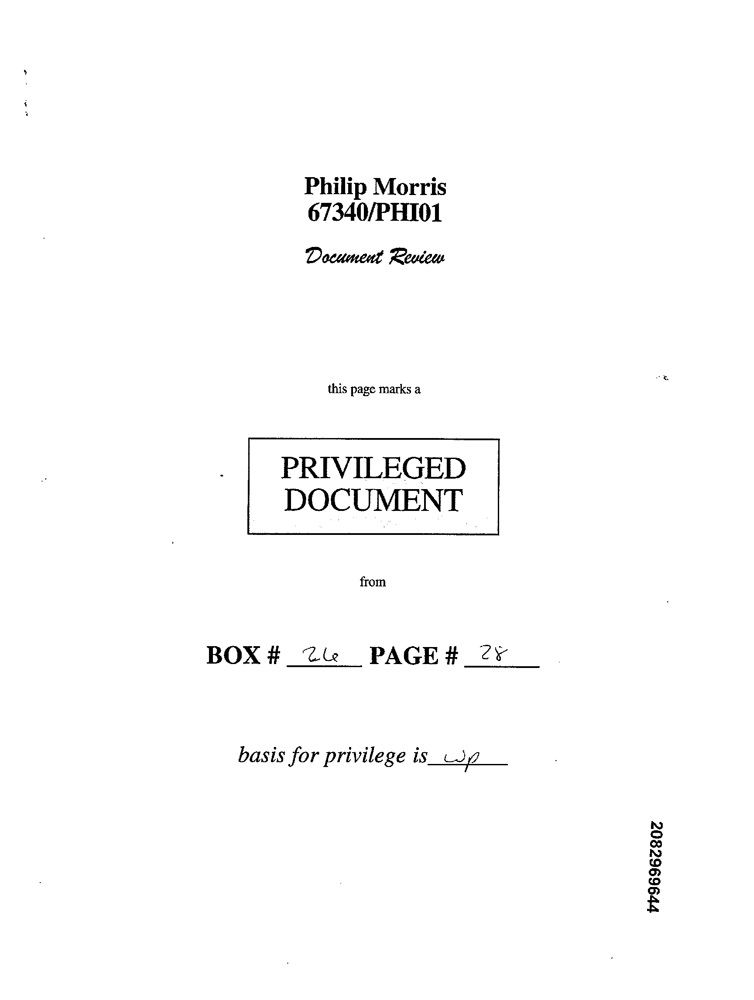 Philip Morris
67340/PHI01
Document Review
this page marks a
PRIVILEGED
DOCUMENT
from
BOX # 26 PAGE # 28
basis for privilege is wp
2082969644